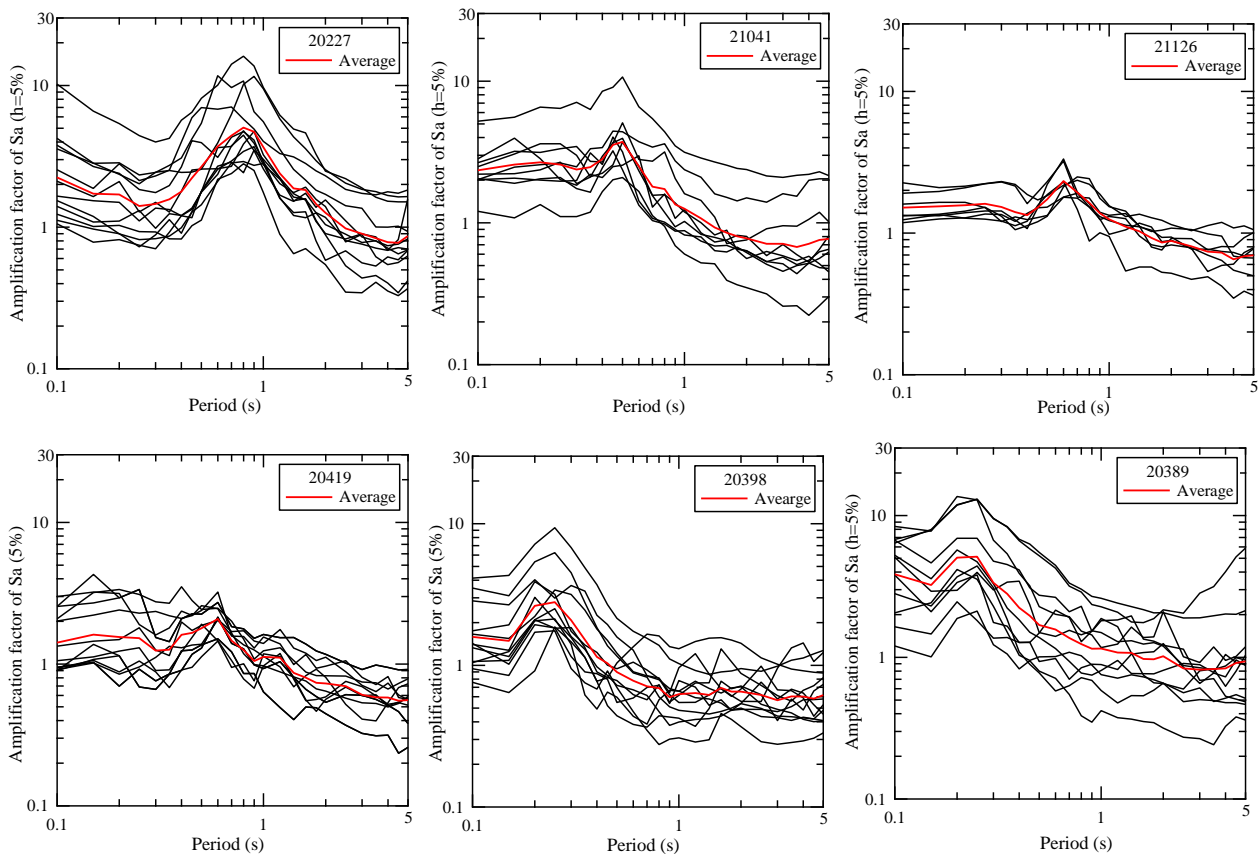 30
20227
Average
10
1
0.1
0.1
1
5
Amplification factor of Sa (h=5%)
Period (s)
30
21041
Average
10
1
0.1
0.1
1
5
Amplification factor of Sa (h=5%)
Period (s)
30
21126
Average
10
1
0.1
0.1
1
5
Amplification factor of Sa (h=5%)
Period (s)
30
20419
Average
10
1
0.1
0.1
1
5
Amplification factor of Sa (5%)
Period (s)
30
20398
Avearge
10
1
0.1
0.1
1
5
Amplification factor of Sa (5%)
Period (s)
30
20389
Average
10
1
0.1
0.1
1
5
Amplification factor of Sa (h=5%)
Period (s)